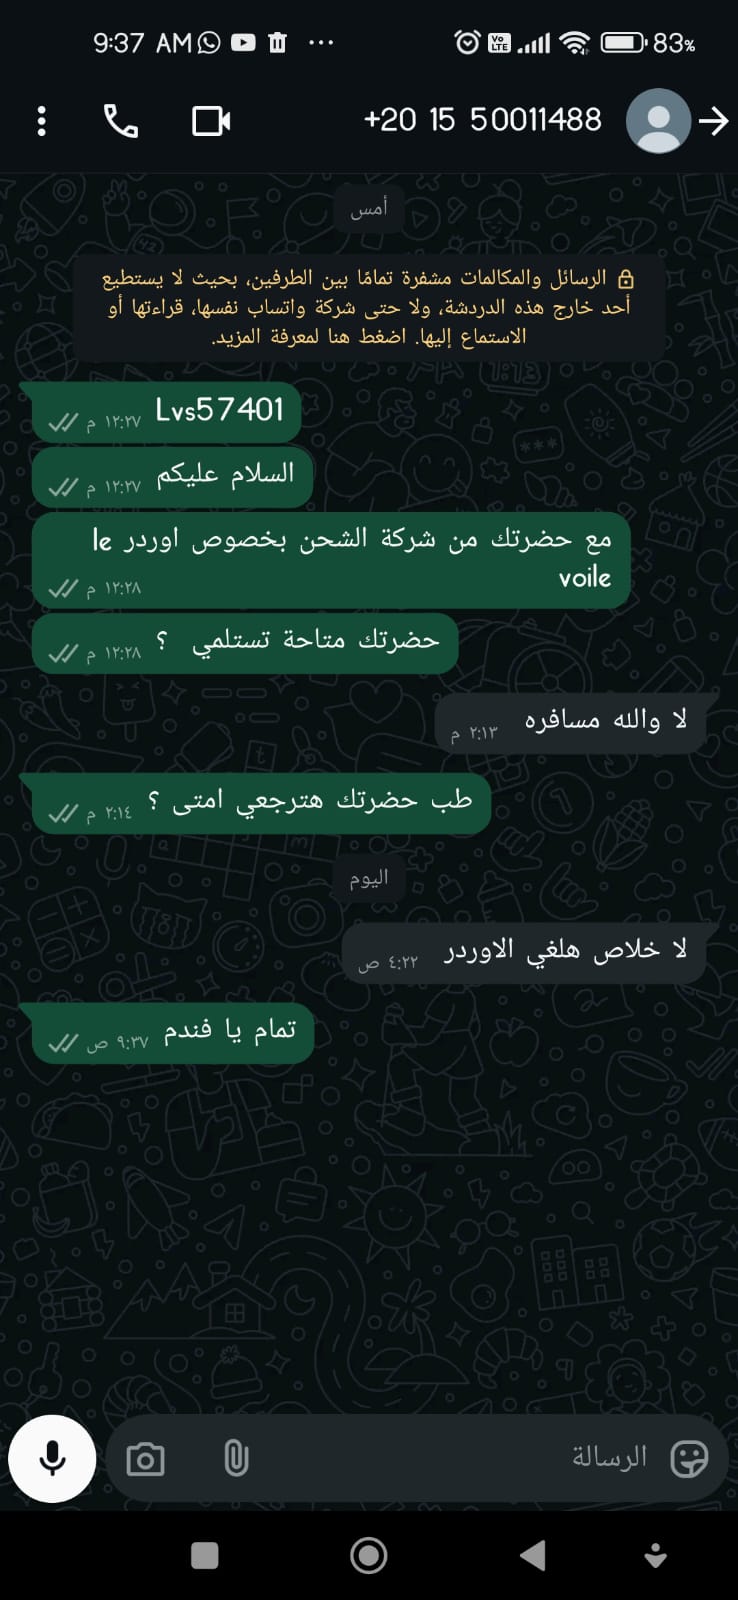 9:37 AM ... 83%
+20 15 50011488
أمس
الرسائل والمكالمات مشفرة تمامًا بين الطرفين، بحيث لا يستطيع
أحد خارج هذه الدردشة، ولا حتى شركة واتساب نفسها، قراءتها أو
الاستماع إليها. اضغط هنا لمعرفة المزيد.
Lvs57401 ١٢:٢٧ م
السلام عليكم ١٢:٢٧ م
مع حضرتك من شركة الشحن بخصوص اوردر le
voile
١٢:٢٨ م
حضرتك متاحة تستلمي ؟ ١٢:٢٨ م
لا والله مسافره ٢:١٣ م
طب حضرتك هترجعي امتى ؟ ٢:١٤ م
اليوم
لا خلاص هلغي الاوردر ٤:٢٢ ص
تمام يا فندم ٩:٣٧ ص
الرسالة